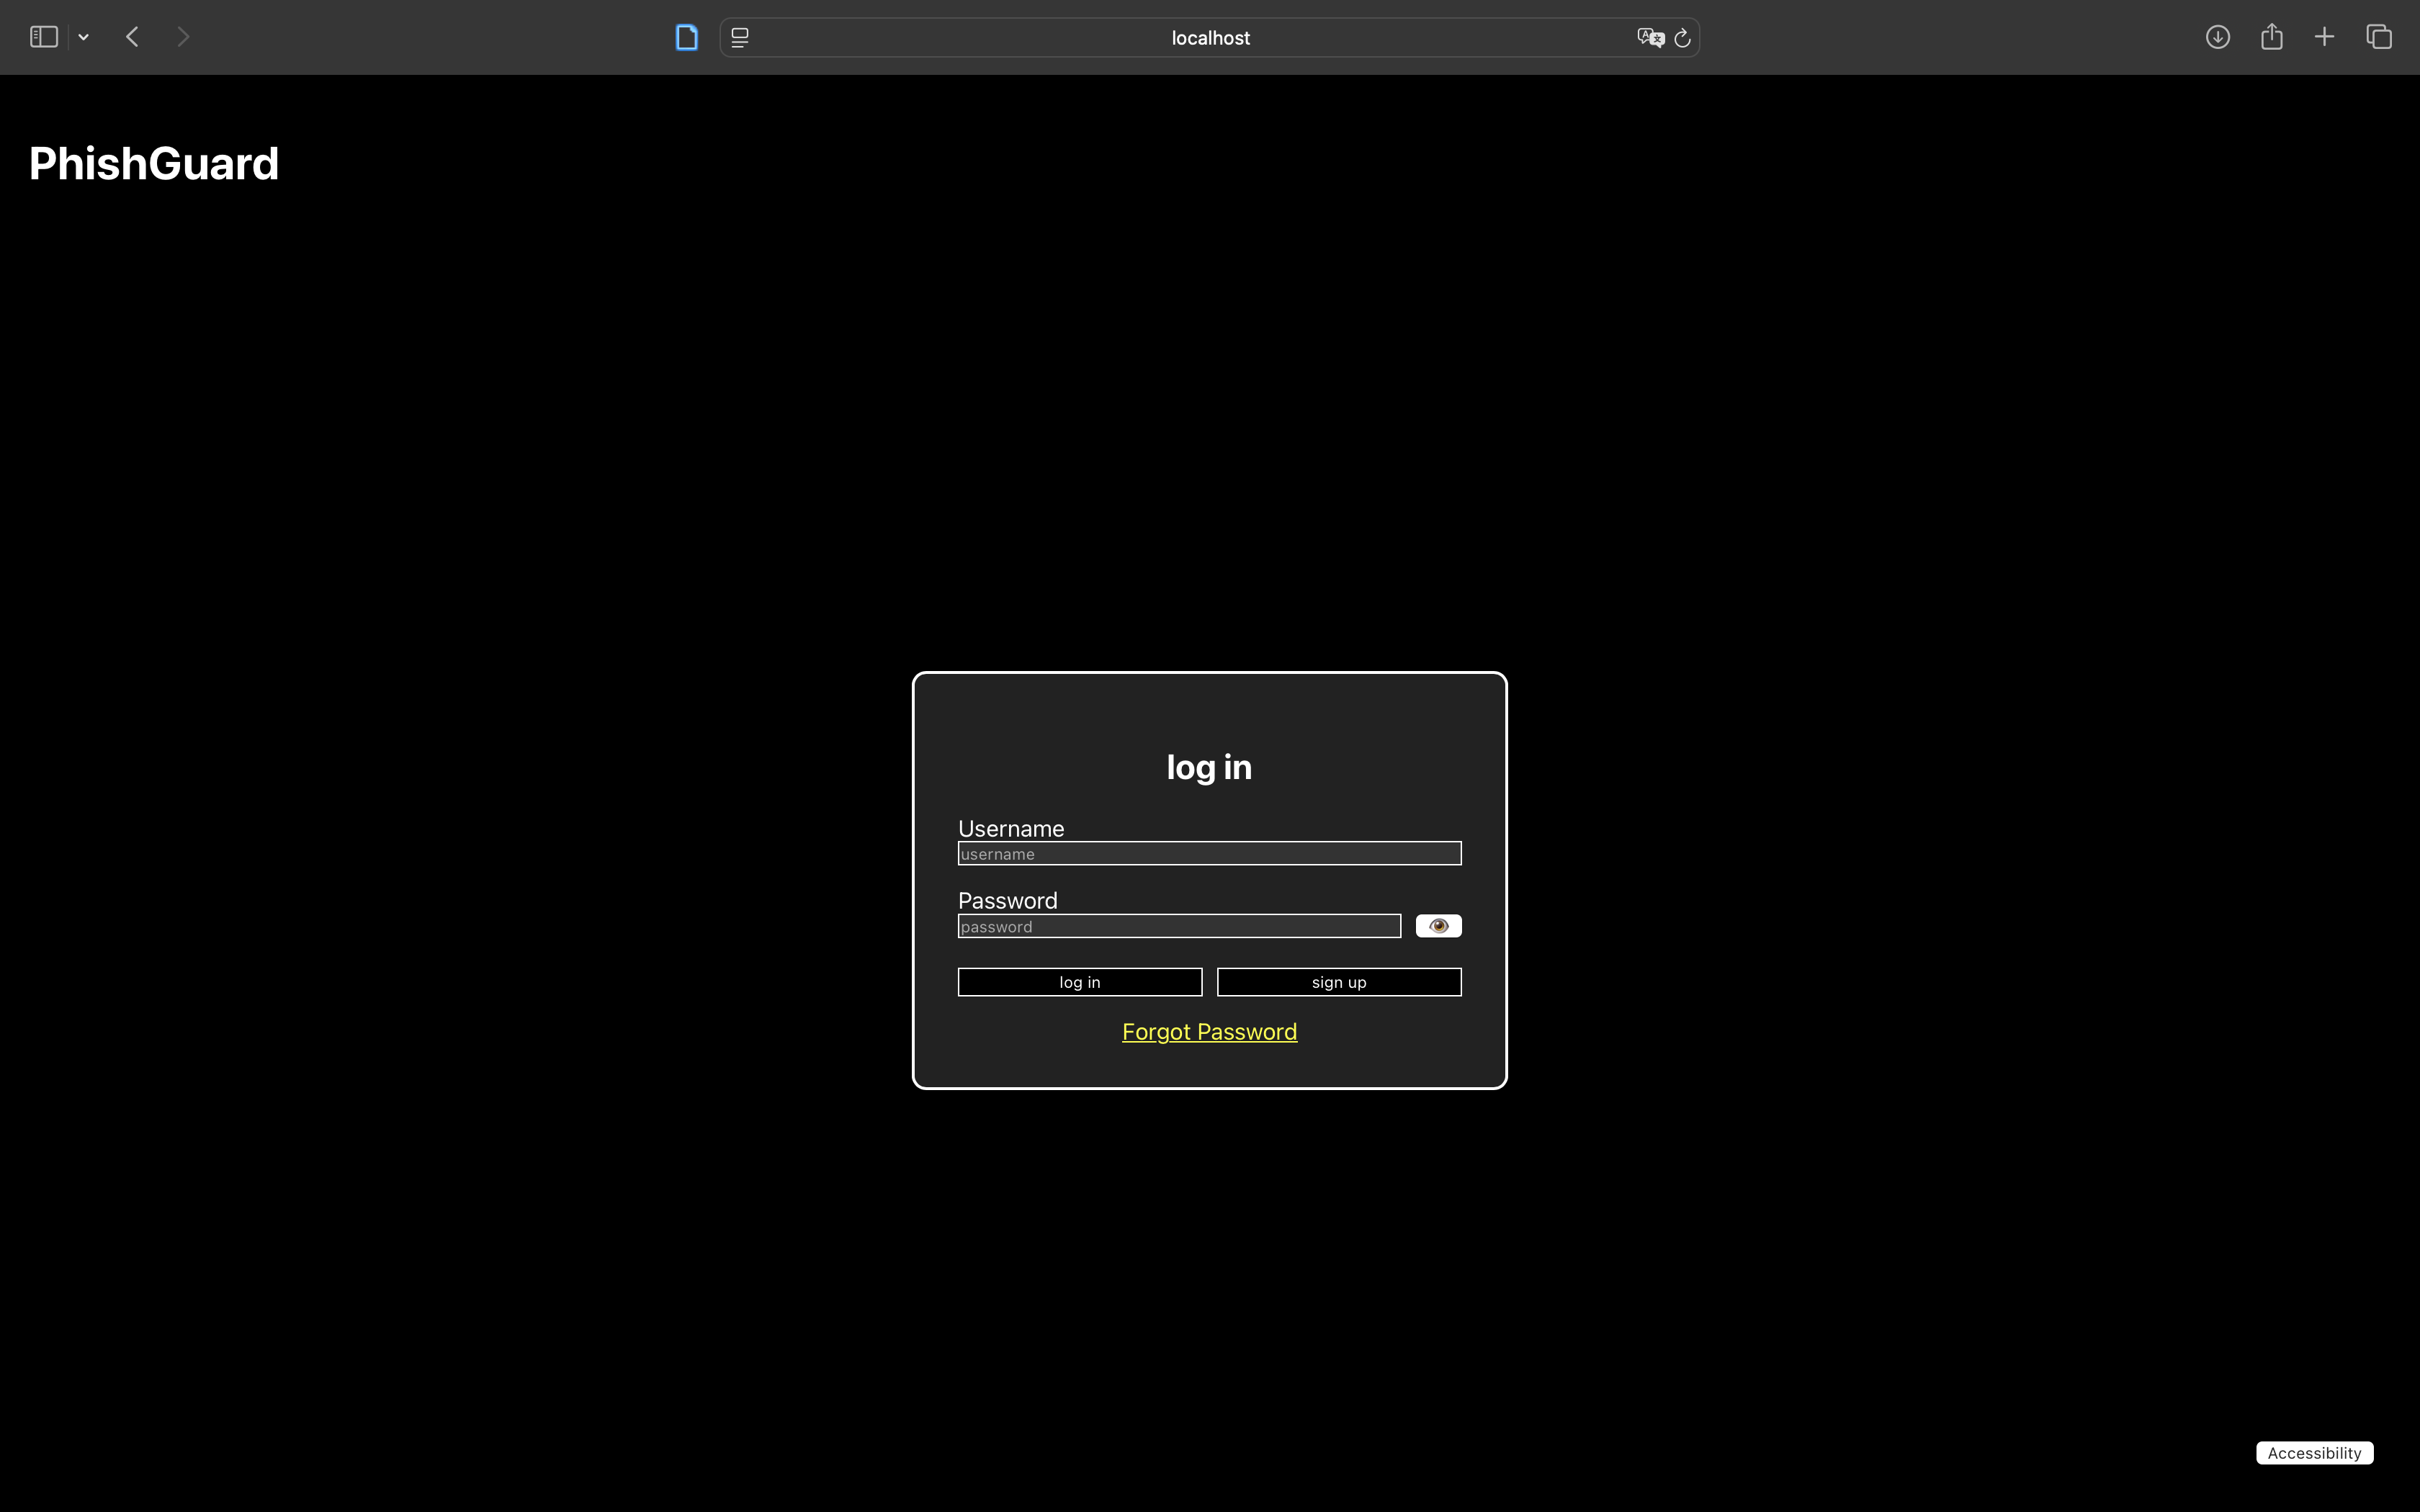 localhost
PhishGuard
log in
Username
username
Password
password
log in sign up
Forgot Password
Accessibility